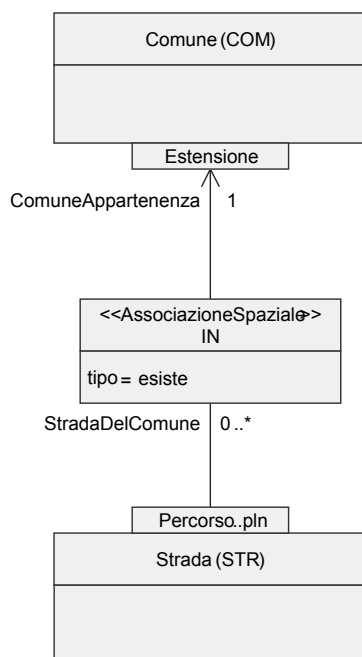 Comune (COM)
Estensione
ComuneAppartenenza 1
<<AssociazioneSpaziale>>
IN
tipo = esiste
StradaDelComune 0..*
Percorso..pln
Strada (STR)